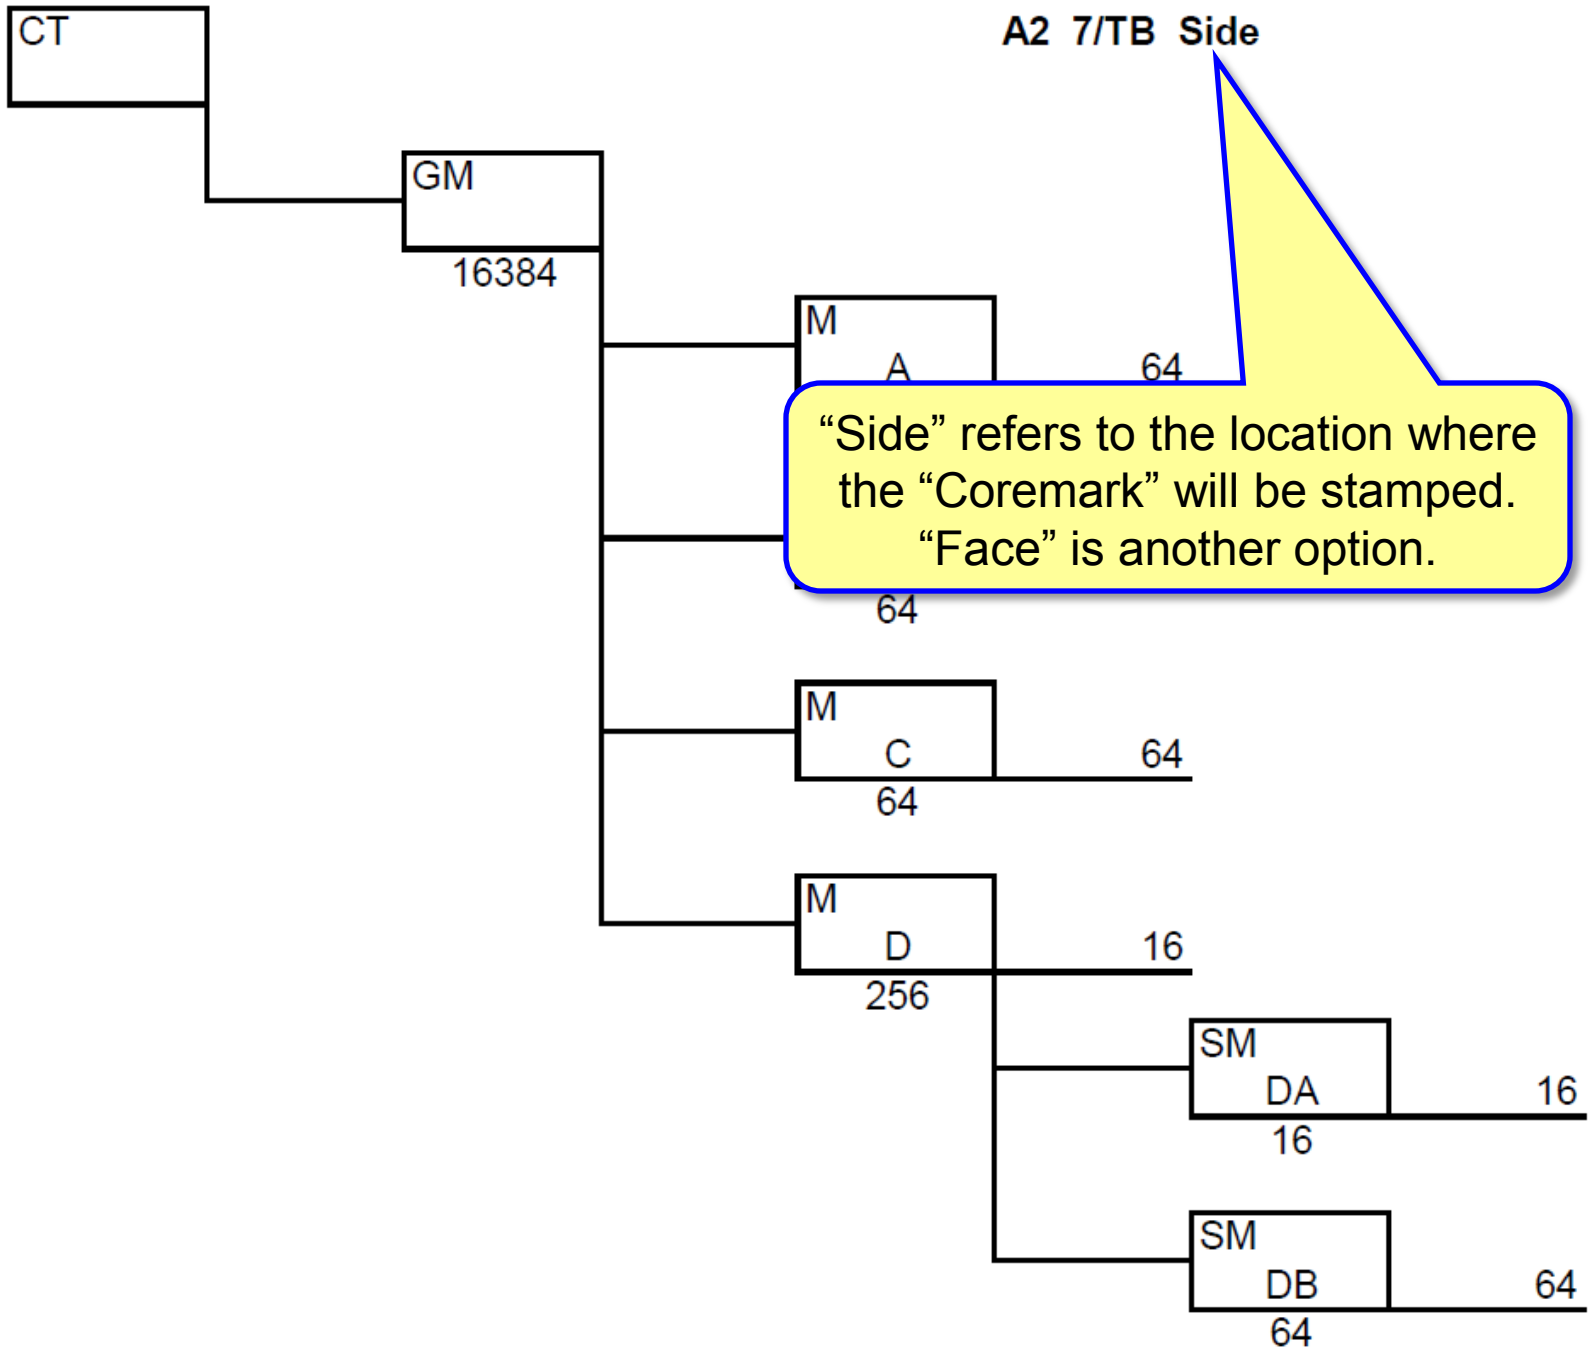 CT
A2 7/TB Side
GM
16384
M
A
64
“Side” refers to the location where
the “Coremark” will be stamped.
“Face” is another option.
64
M
C
64
64
M
D
16
256
SM
DA
16
16
SM
DB
64
64